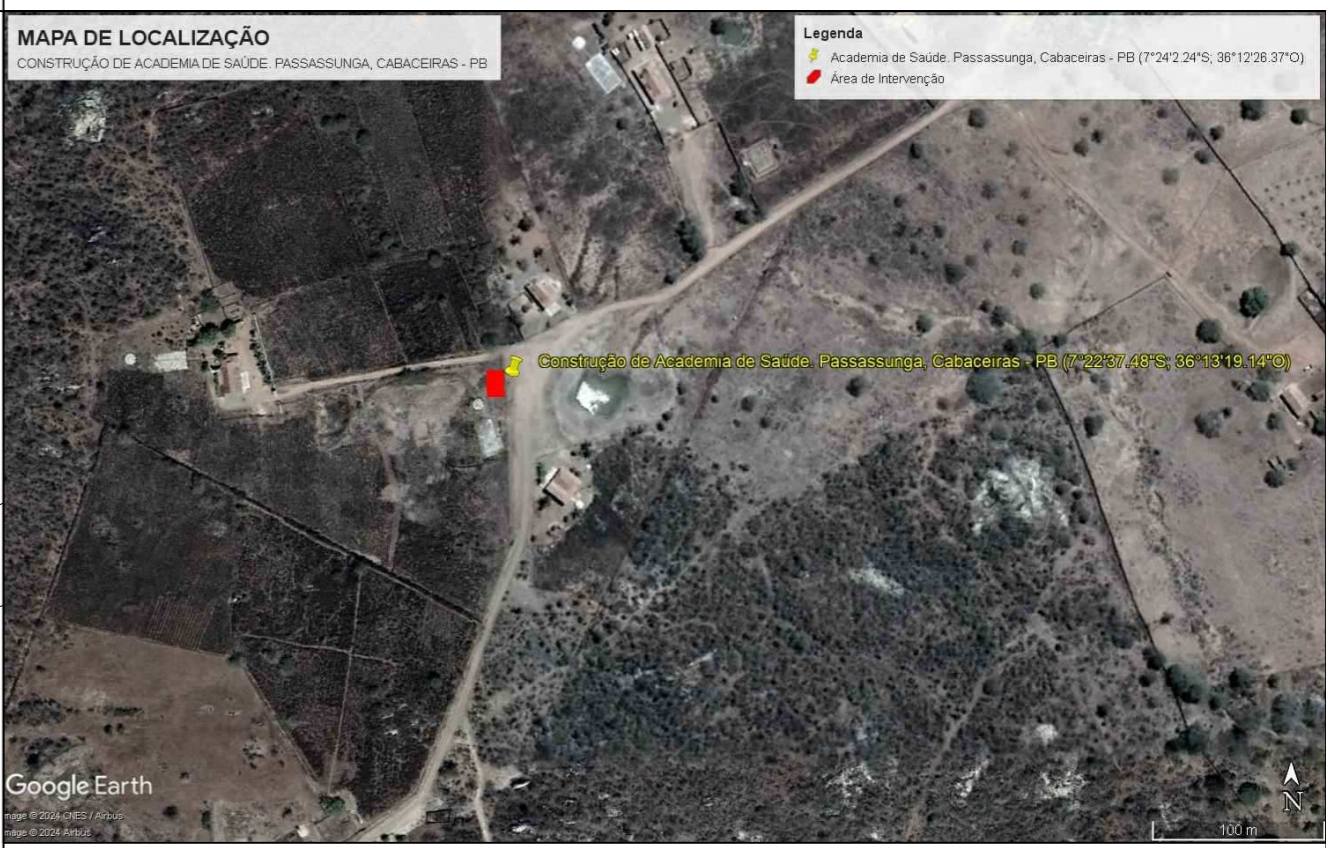 MAPA DE LOCALIZAÇÃO
CONSTRUÇÃO DE ACADEMIA DE SAÚDE. PASSASSUNGA, CABACEIRAS - PB
Legenda
Academia de Saúde. Passassunga, Cabaceiras - PB (7°24'2.24"S; 36°12'26.37"O)
Área de Intervenção
Construção de Academia de Saúde. Passassunga, Cabaceiras - PB (7°22'37.48"S; 36°13'19.14"O)
Google Earth
mage © 2024 CNES / Airbus
mage © 2024 Airbus
N
100 m